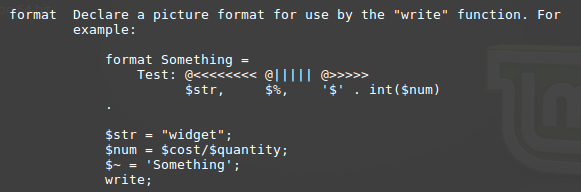 format  Declare a picture format for use by the "write" function. For
        example:

            format Something =
                Test: @<<<<<<<< @||||| @>>>>>
                      $str,     $%,    '$' . int($num)
            .

            $str = "widget";
            $num = $cost/$quantity;
            $~ = 'Something';
            write;